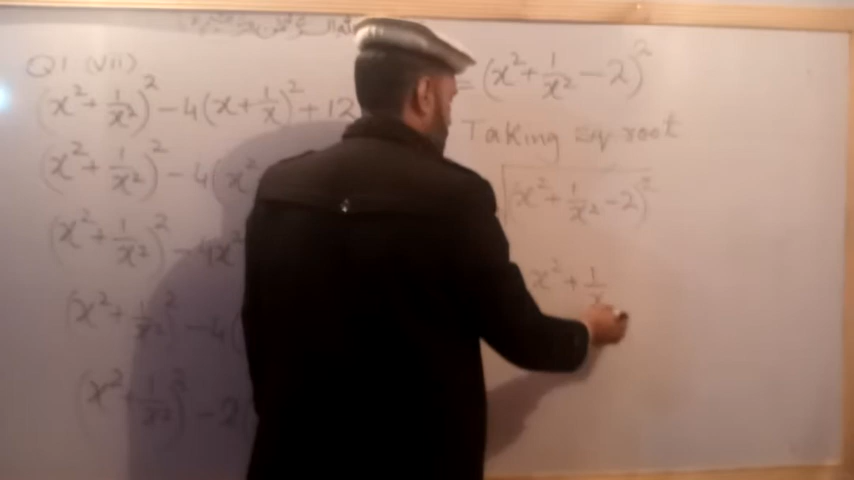 Q1 (vii)
(x² + 1/x²)² - 4(x + 1/x)² + 12
(x² + 1/x²)² - 4(x²
(x² + 1/x²)² - 4x²
(x² + 1/x²)² - 4(
(x² + 1/x²)² - 2(
= (x² + 1/x² - 2)²
Taking sq root
√(x² + 1/x² - 2)²
x² + 1/x